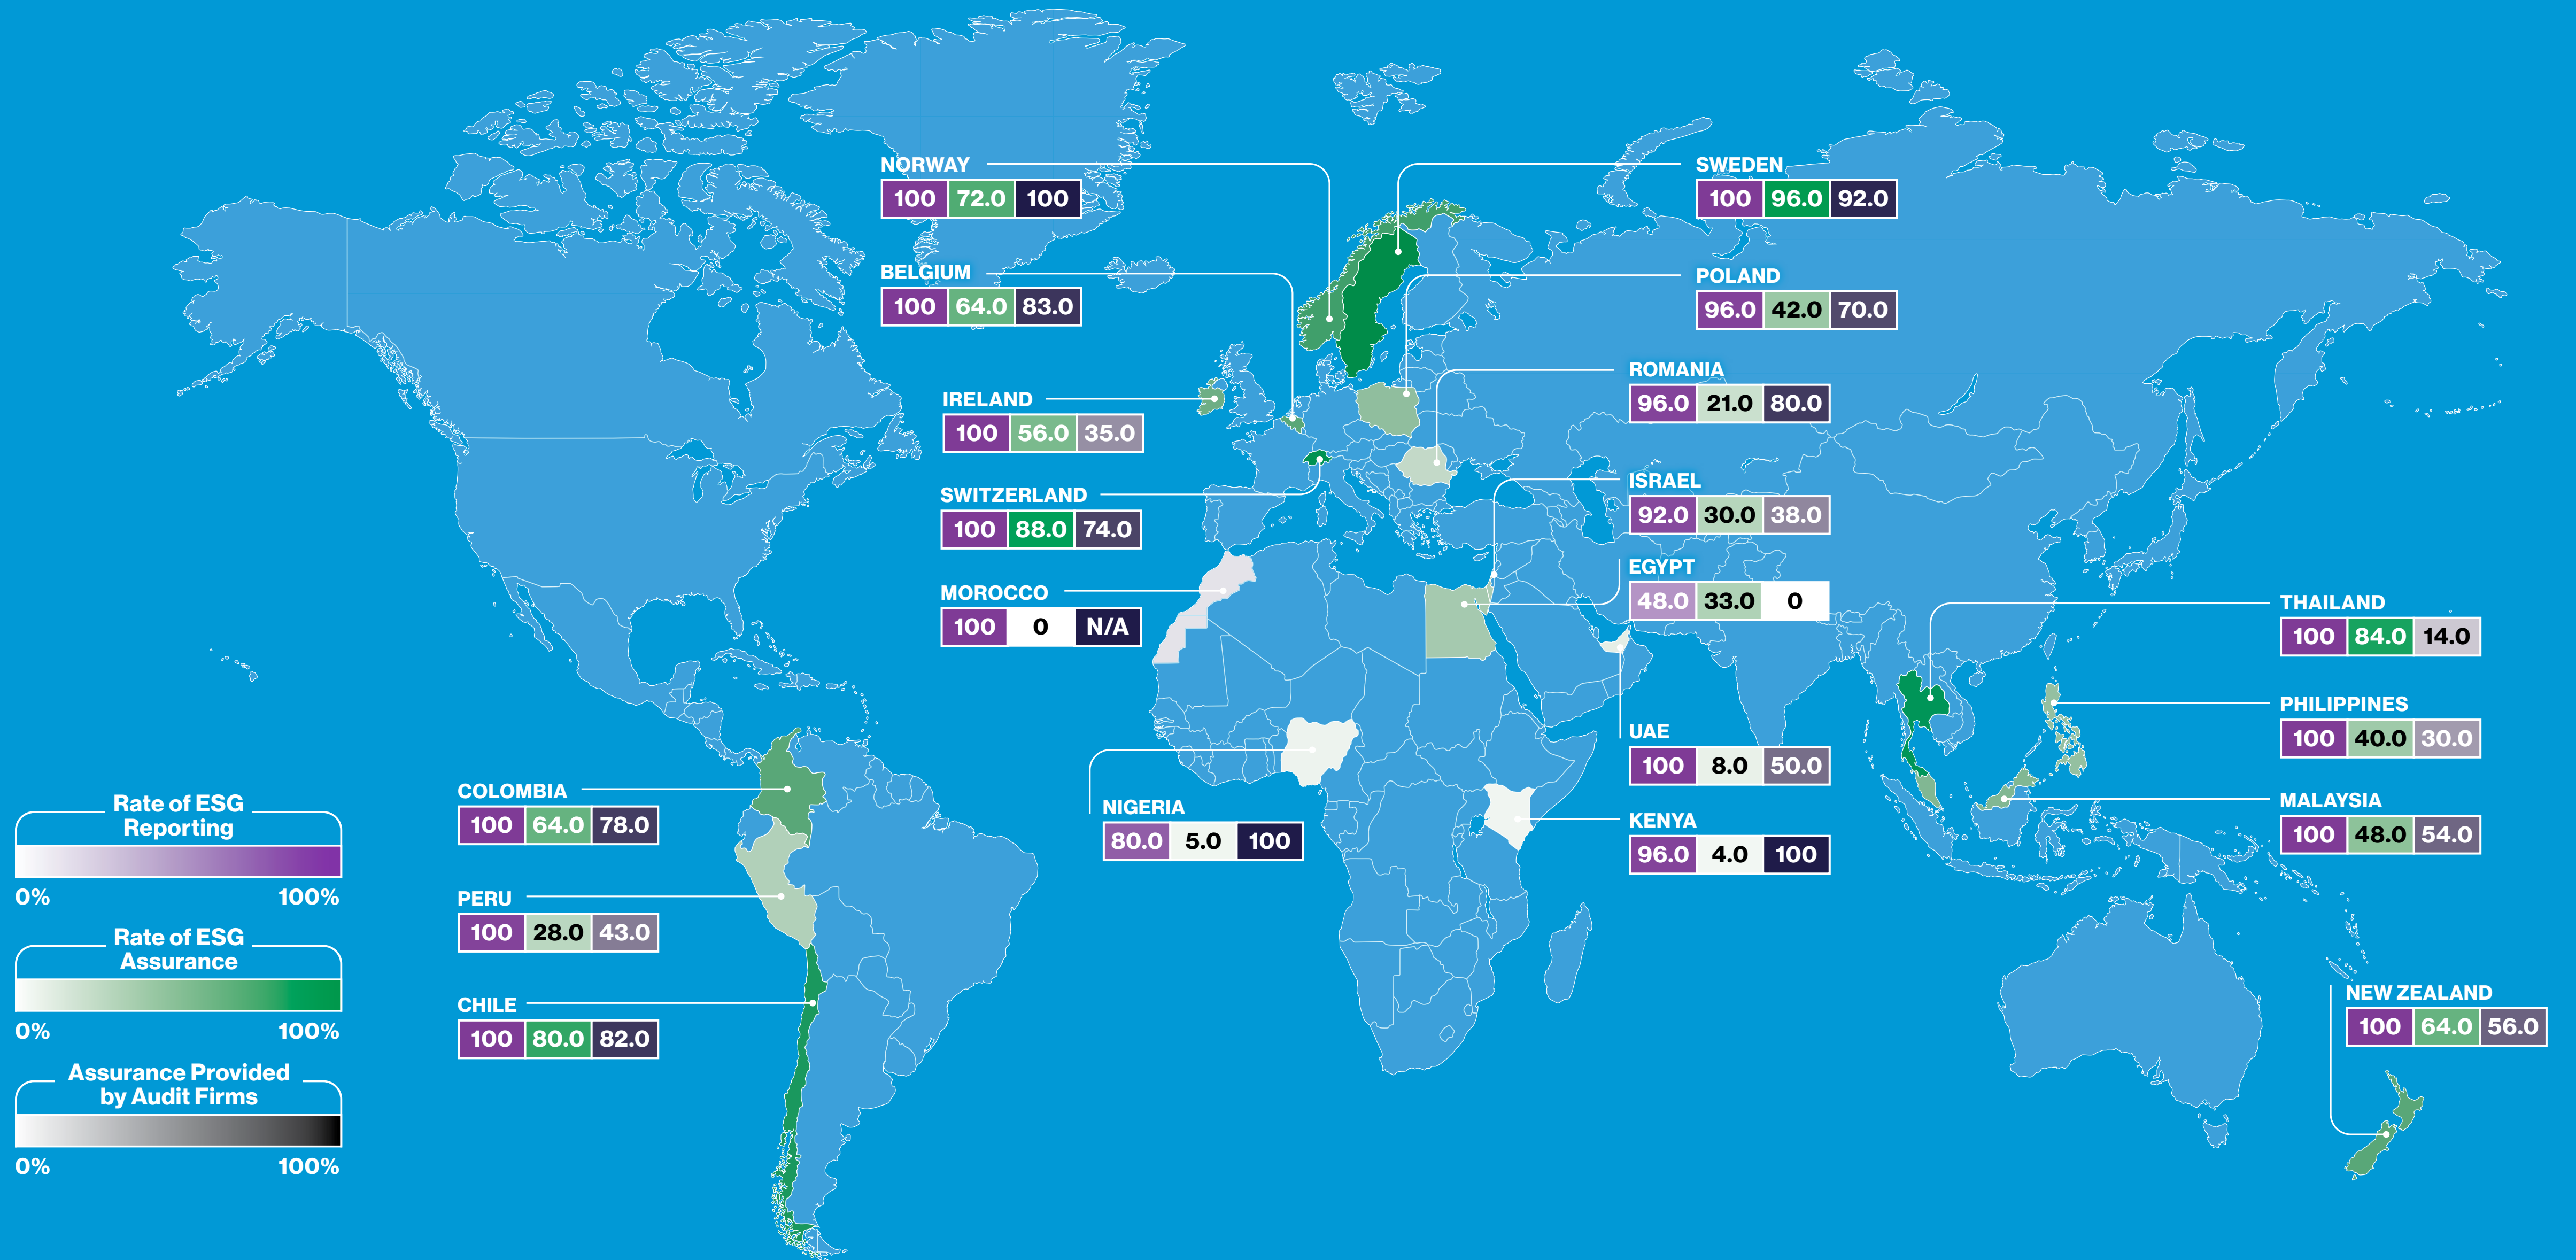 NORWAY
100 72.0 100
SWEDEN
100 96.0 92.0
BELGIUM
100 64.0 83.0
POLAND
96.0 42.0 70.0
IRELAND
100 56.0 35.0
ROMANIA
96.0 21.0 80.0
SWITZERLAND
100 88.0 74.0
ISRAEL
92.0 30.0 38.0
MOROCCO
100 0 N/A
EGYPT
48.0 33.0 0
THAILAND
100 84.0 14.0
PHILIPPINES
100 40.0 30.0
UAE
100 8.0 50.0
COLOMBIA
100 64.0 78.0
NIGERIA
80.0 5.0 100
KENYA
96.0 4.0 100
MALAYSIA
100 48.0 54.0
PERU
100 28.0 43.0
CHILE
100 80.0 82.0
NEW ZEALAND
100 64.0 56.0
Rate of ESG
Reporting
0% 100%
Rate of ESG
Assurance
0% 100%
Assurance Provided
by Audit Firms
0% 100%